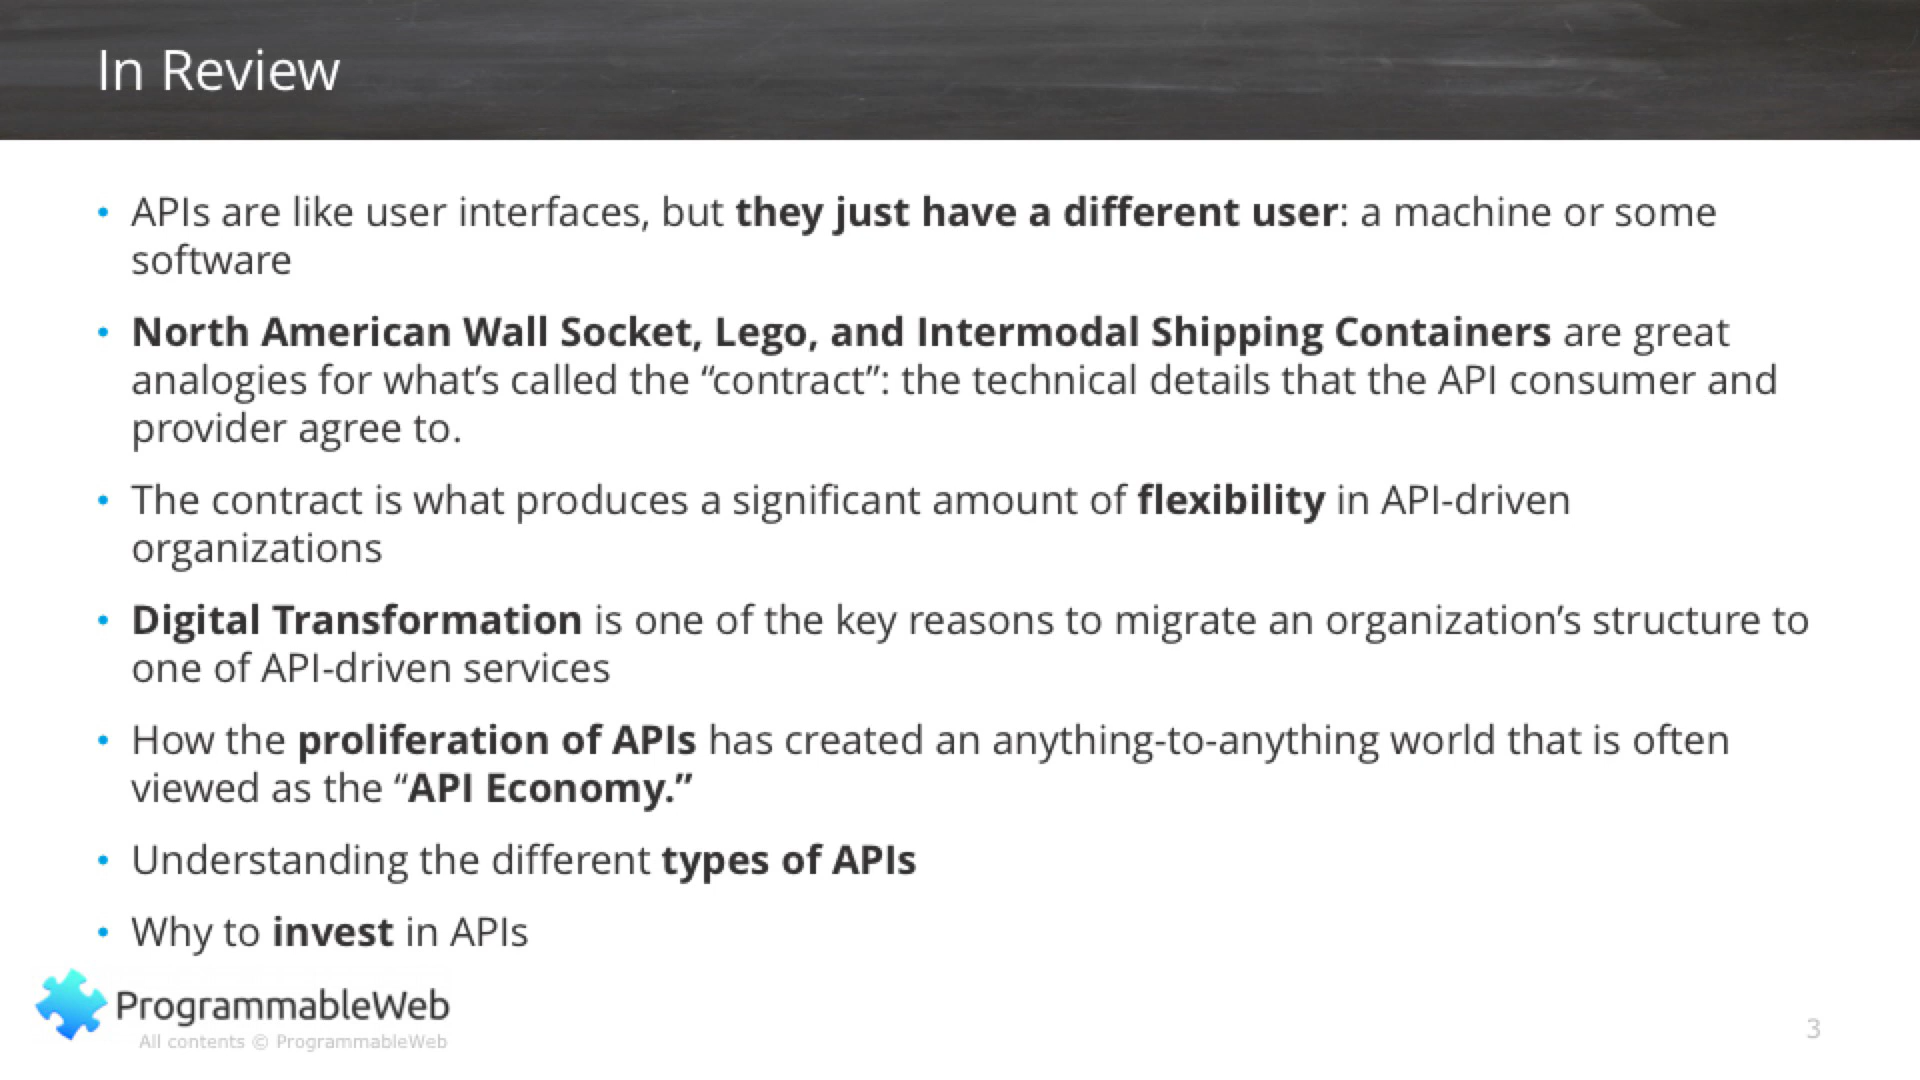 In Review
• APIs are like user interfaces, but they just have a different user: a machine or some
software
• North American Wall Socket, Lego, and Intermodal Shipping Containers are great
analogies for what’s called the “contract”: the technical details that the API consumer and
provider agree to.
• The contract is what produces a significant amount of flexibility in API-driven
organizations
• Digital Transformation is one of the key reasons to migrate an organization’s structure to
one of API-driven services
• How the proliferation of APIs has created an anything-to-anything world that is often
viewed as the “API Economy.”
• Understanding the different types of APIs
• Why to invest in APIs
ProgrammableWeb
All contents © ProgrammableWeb
3